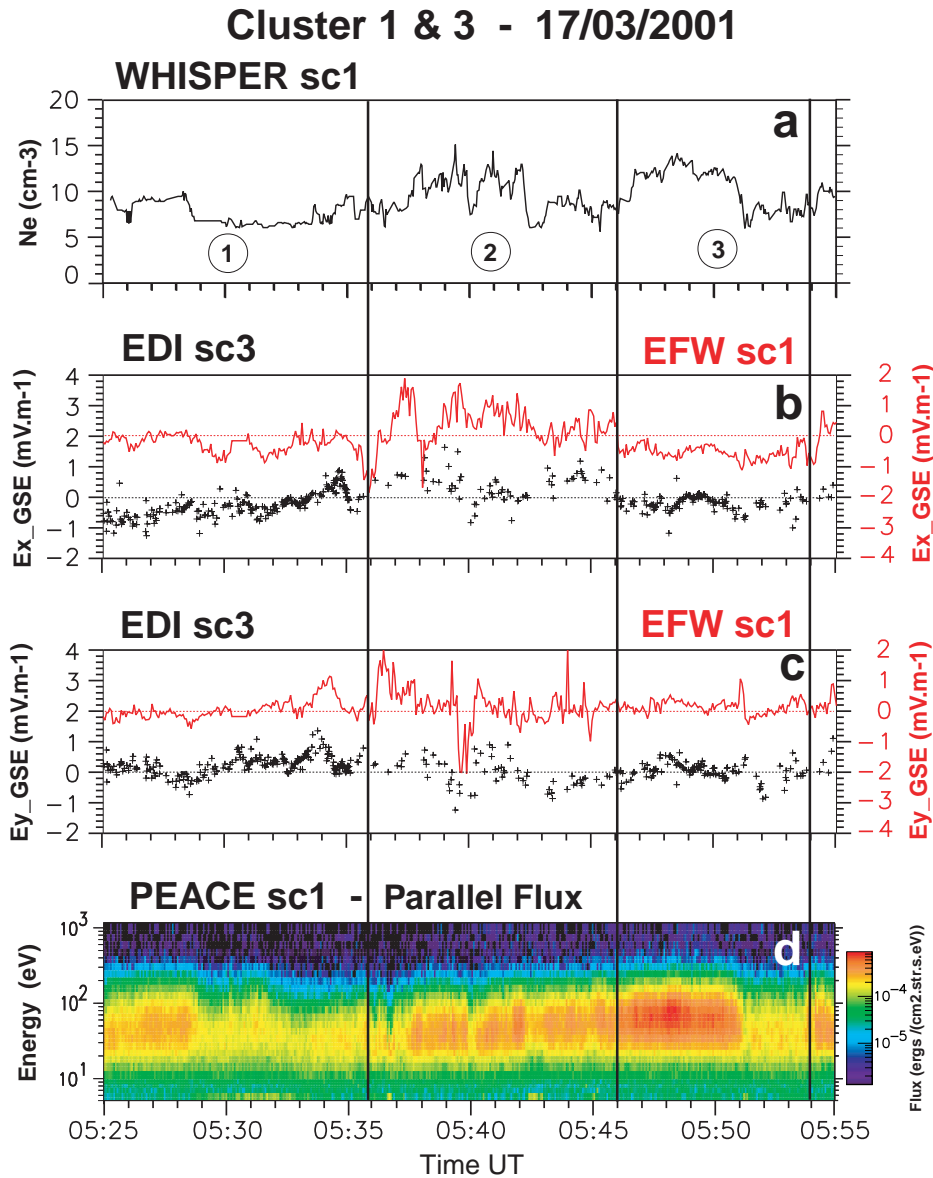 Cluster 1 & 3 - 17/03/2001
WHISPER sc1
a
Ne (cm-3)
20
15
10
5
0
1
2
3
EDI sc3
EFW sc1
b
Ex_GSE (mV.m-1)
4
3
2
1
0
−1
−2
2
1
0
−1
−2
−3
−4
Ex_GSE (mV.m-1)
EDI sc3
EFW sc1
c
Ey_GSE (mV.m-1)
4
3
2
1
0
−1
−2
2
1
0
−1
−2
−3
−4
Ey_GSE (mV.m-1)
PEACE sc1 - Parallel Flux
d
Energy (eV)
10³
10²
10¹
10⁻⁴
10⁻⁵
Flux (ergs /(cm2.str.s.eV))
05:25 05:30 05:35 05:40 05:45 05:50 05:55
Time UT